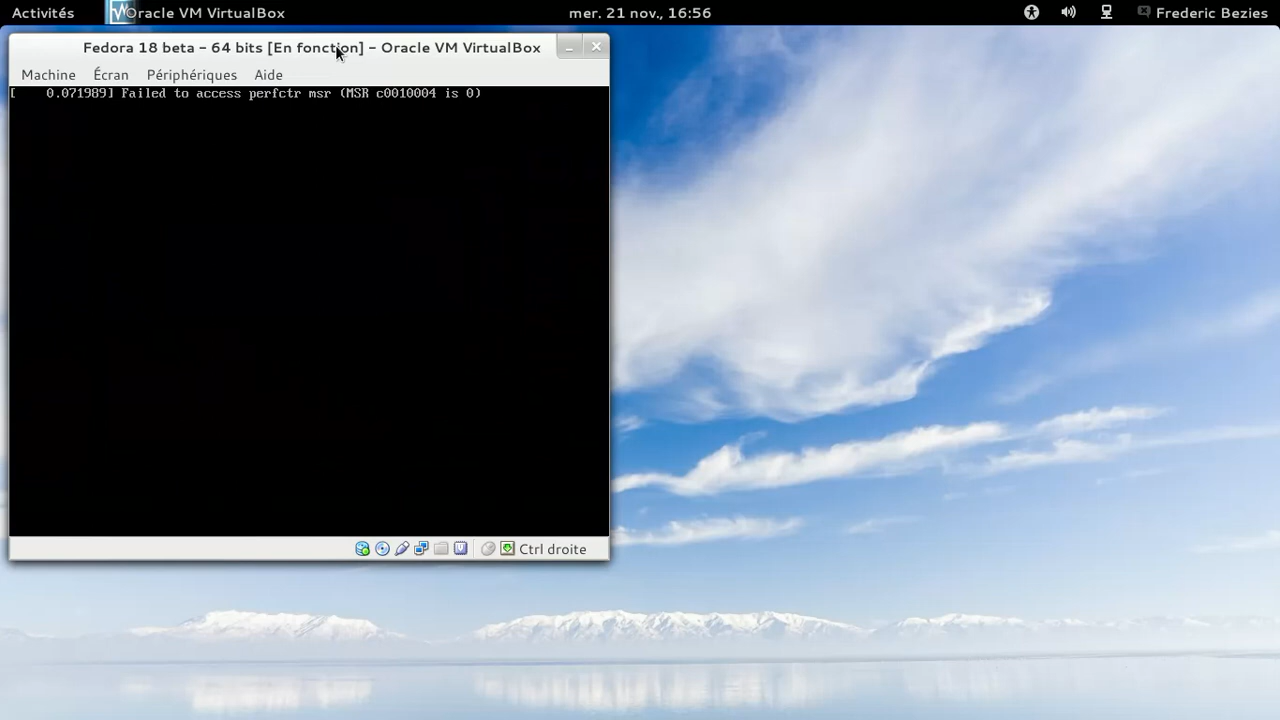 Activités
Oracle VM VirtualBox
mer. 21 nov., 16:56
Frederic Bezies
Fedora 18 beta – 64 bits [En fonction] – Oracle VM VirtualBox
Machine
Écran
Périphériques
Aide
[    0.071989] Failed to access perfctr msr (MSR c0010004 is 0)
Ctrl droite